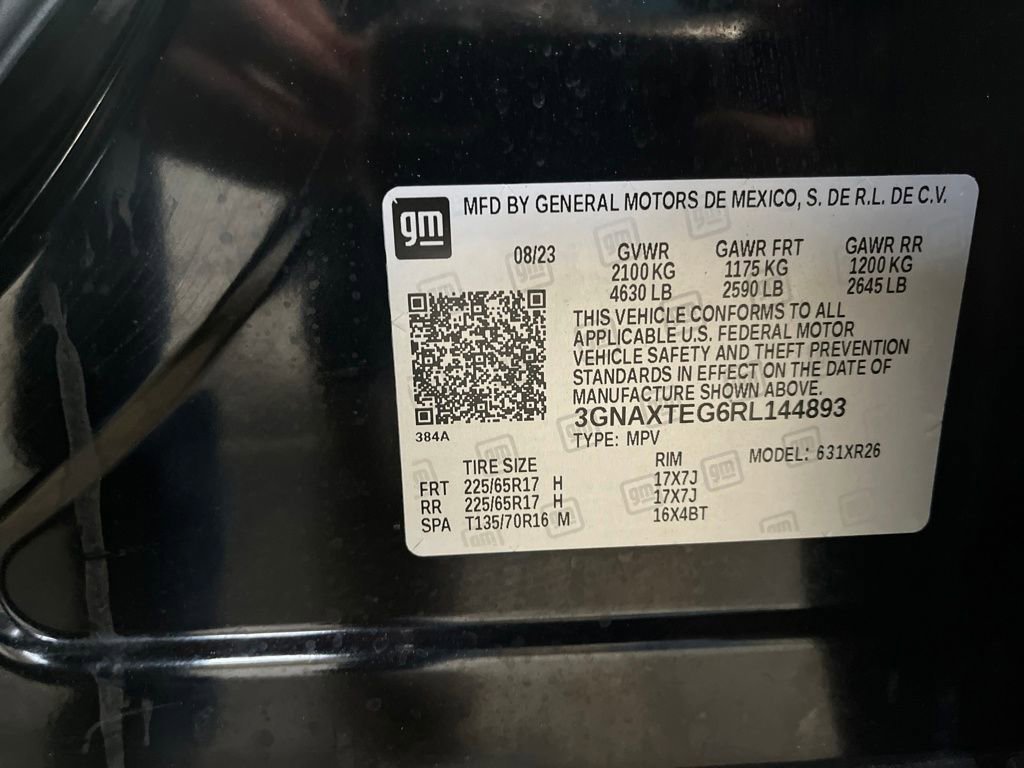 gm MFD BY GENERAL MOTORS DE MEXICO, S. DE R.L. DE C.V.
08/23 GVWR GAWR FRT GAWR RR
2100 KG 1175 KG 1200 KG
4630 LB 2590 LB 2645 LB
THIS VEHICLE CONFORMS TO ALL
APPLICABLE U.S. FEDERAL MOTOR
VEHICLE SAFETY AND THEFT PREVENTION
STANDARDS IN EFFECT ON THE DATE OF
MANUFACTURE SHOWN ABOVE.
3GNAXTEG6RL144893
384A
TYPE: MPV MODEL: 631XR26
TIRE SIZE RIM
FRT 225/65R17 H 17X7J
RR 225/65R17 H 17X7J
SPA T135/70R16 M 16X4BT